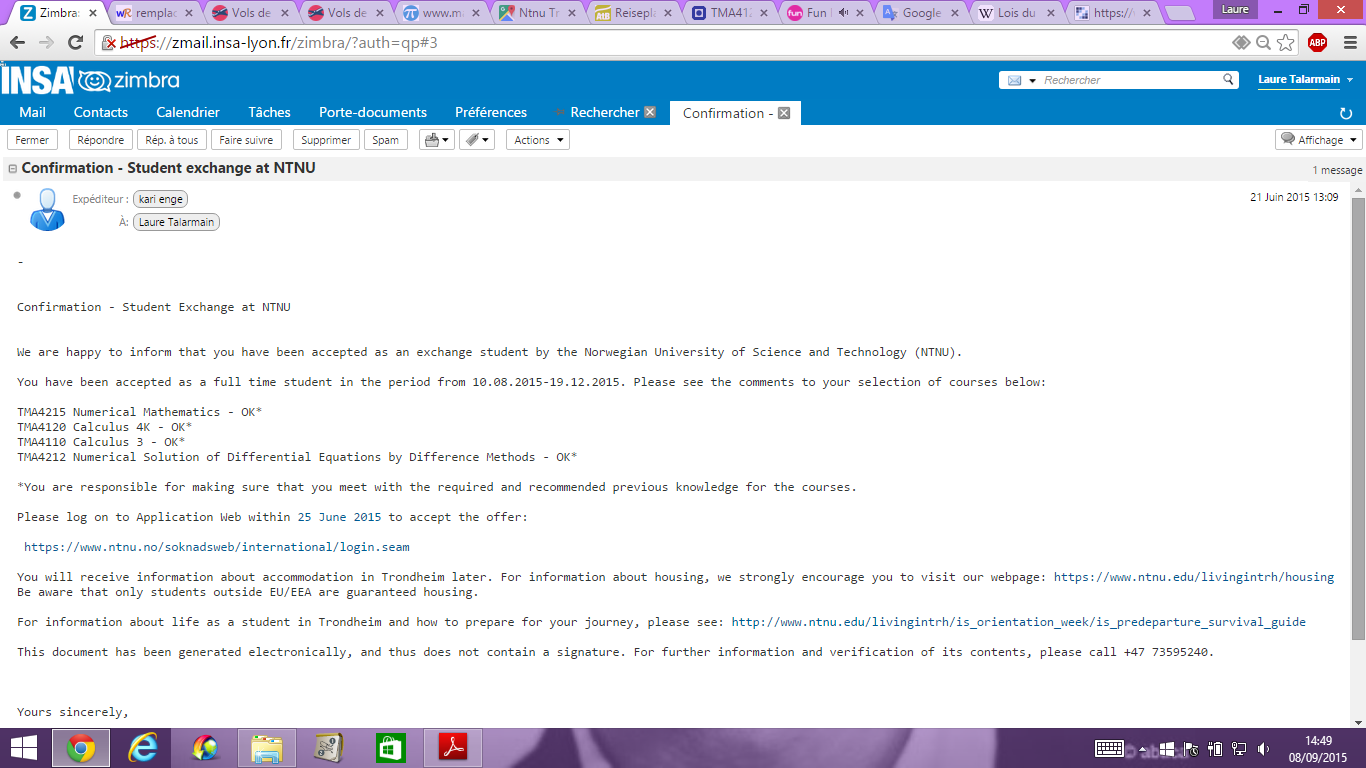 Zimbra:
remplac
Vols de
Vols de
www.ma
Ntnu Tr
Reisepla
TMA412
Fun
Google
Lois du
https://
Laure
https://zmail.insa-lyon.fr/zimbra/?auth=qp#3
ABP
INSA zimbra
Rechercher
Laure Talarmain
Mail Contacts Calendrier Tâches Porte-documents Préférences Rechercher Confirmation -
Fermer Répondre Rép. à tous Faire suivre Supprimer Spam Actions Affichage
Confirmation - Student exchange at NTNU
1 message
Expéditeur : kari enge
21 Juin 2015 13:09
À: Laure Talarmain
-
Confirmation - Student Exchange at NTNU
We are happy to inform that you have been accepted as an exchange student by the Norwegian University of Science and Technology (NTNU).
You have been accepted as a full time student in the period from 10.08.2015-19.12.2015. Please see the comments to your selection of courses below:
TMA4215 Numerical Mathematics - OK*
TMA4120 Calculus 4K - OK*
TMA4110 Calculus 3 - OK*
TMA4212 Numerical Solution of Differential Equations by Difference Methods - OK*
*You are responsible for making sure that you meet with the required and recommended previous knowledge for the courses.
Please log on to Application Web within 25 June 2015 to accept the offer:
https://www.ntnu.no/soknadsweb/international/login.seam
You will receive information about accommodation in Trondheim later. For information about housing, we strongly encourage you to visit our webpage: https://www.ntnu.edu/livingintrh/housing
Be aware that only students outside EU/EEA are guaranteed housing.
For information about life as a student in Trondheim and how to prepare for your journey, please see: http://www.ntnu.edu/livingintrh/is_orientation_week/is_predeparture_survival_guide
This document has been generated electronically, and thus does not contain a signature. For further information and verification of its contents, please call +47 73595240.
Yours sincerely,
14:49
08/09/2015